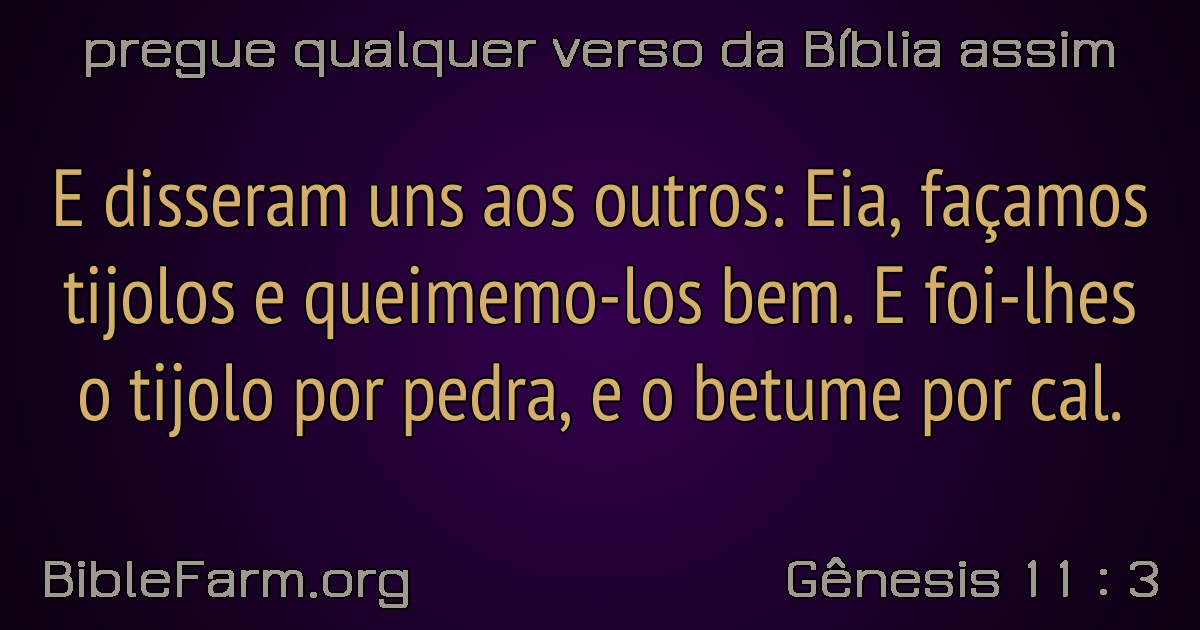 pregue qualquer verso da Bíblia assim
E disseram uns aos outros: Eia, façamos
tijolos e queimemo-los bem. E foi-lhes
o tijolo por pedra, e o betume por cal.
BibleFarm.org
Gênesis 11 : 3